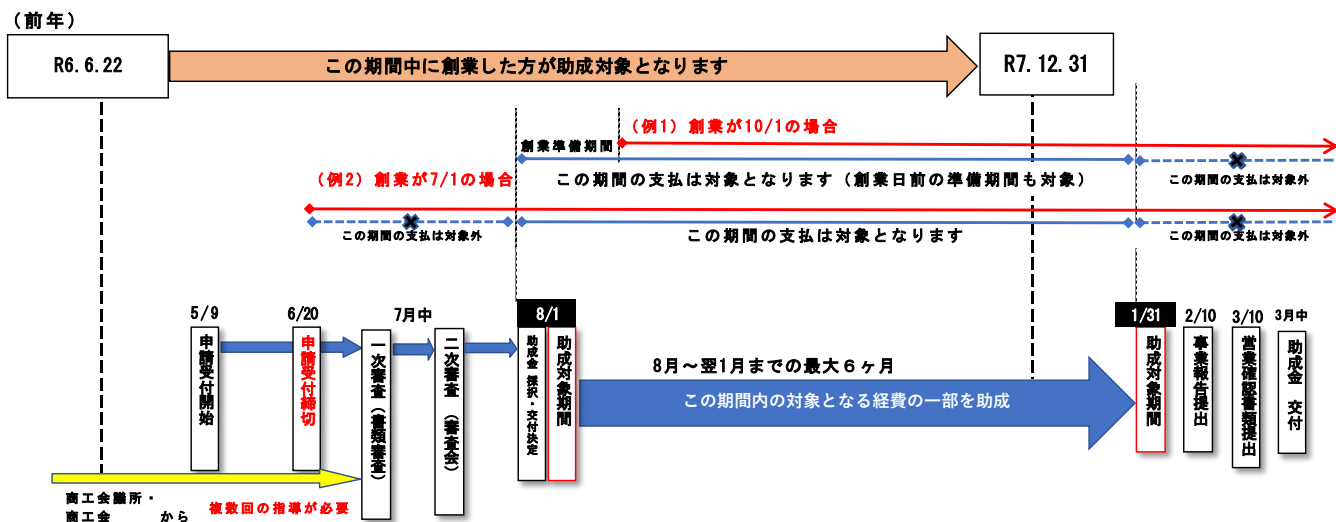 (前年)
R6.6.22
この期間中に創業した方が助成対象となります
R7.12.31
(例1)創業が10/1の場合
創業準備期間
(例2)創業が7/1の場合
この期間の支払は対象となります(創業日前の準備期間も対象)
この期間の支払は対象外
この期間の支払は対象外
この期間の支払は対象となります
この期間の支払は対象外
5/9
申請受付開始
6/20
申請受付締切
7月中
一次審査(書類審査)
二次審査(審査会)
8/1
助成金 採択・交付決定
助成対象期間
8月~翌1月までの最大6ヶ月
この期間内の対象となる経費の一部を助成
1/31
助成対象期間
2/10
事業報告提出
3/10
営業確認書類提出
3月中
助成金 交付
商工会議所・
商工会 から
複数回の指導が必要